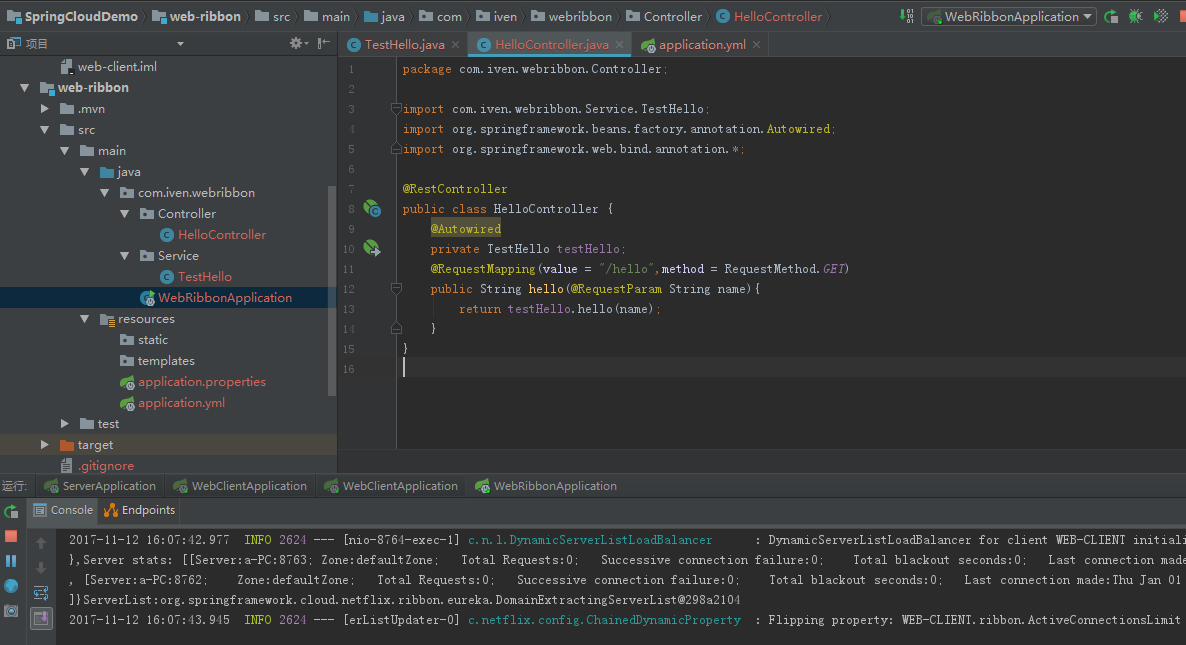 SpringCloudDemo web-ribbon src main java com iven webribbon Controller HelloController WebRibbonApplication
项目
TestHello.java HelloController.java application.yml
web-client.iml
web-ribbon
.mvn
src
main
java
com.iven.webribbon
Controller
HelloController
Service
TestHello
WebRibbonApplication
resources
static
templates
application.properties
application.yml
test
target
.gitignore
1 package com.iven.webribbon.Controller;
2
3 import com.iven.webribbon.Service.TestHello;
4 import org.springframework.beans.factory.annotation.Autowired;
5 import org.springframework.web.bind.annotation.*;
6
7 @RestController
8 public class HelloController {
9 @Autowired
10 private TestHello testHello;
11 @RequestMapping(value = "/hello",method = RequestMethod.GET)
12 public String hello(@RequestParam String name){
13 return testHello.hello(name);
14 }
15 }
16
运行: ServerApplication WebClientApplication WebClientApplication WebRibbonApplication
Console Endpoints
2017-11-12 16:07:42.977 INFO 2624 --- [nio-8764-exec-1] c.n.l.DynamicServerListLoadBalancer : DynamicServerListLoadBalancer for client WEB-CLIENT initiali
},Server stats: [[Server:a-PC:8763; Zone:defaultZone; Total Requests:0; Successive connection failure:0; Total blackout seconds:0; Last connection made
, [Server:a-PC:8762; Zone:defaultZone; Total Requests:0; Successive connection failure:0; Total blackout seconds:0; Last connection made:Thu Jan 01
]}ServerList:org.springframework.cloud.netflix.ribbon.eureka.DomainExtractingServerList@298a2104
2017-11-12 16:07:43.945 INFO 2624 --- [erListUpdater-0] c.netflix.config.ChainedDynamicProperty : Flipping property: WEB-CLIENT.ribbon.ActiveConnectionsLimit